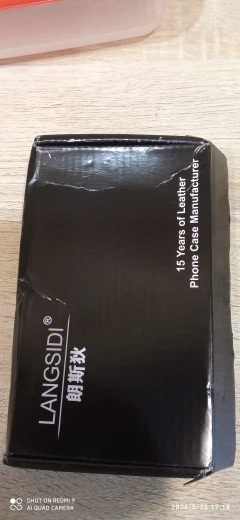 LANGSIDI®
朗斯狄
15 Years of Leather
Phone Case Manufacturer
SHOT ON REDMI 9
AI QUAD CAMERA